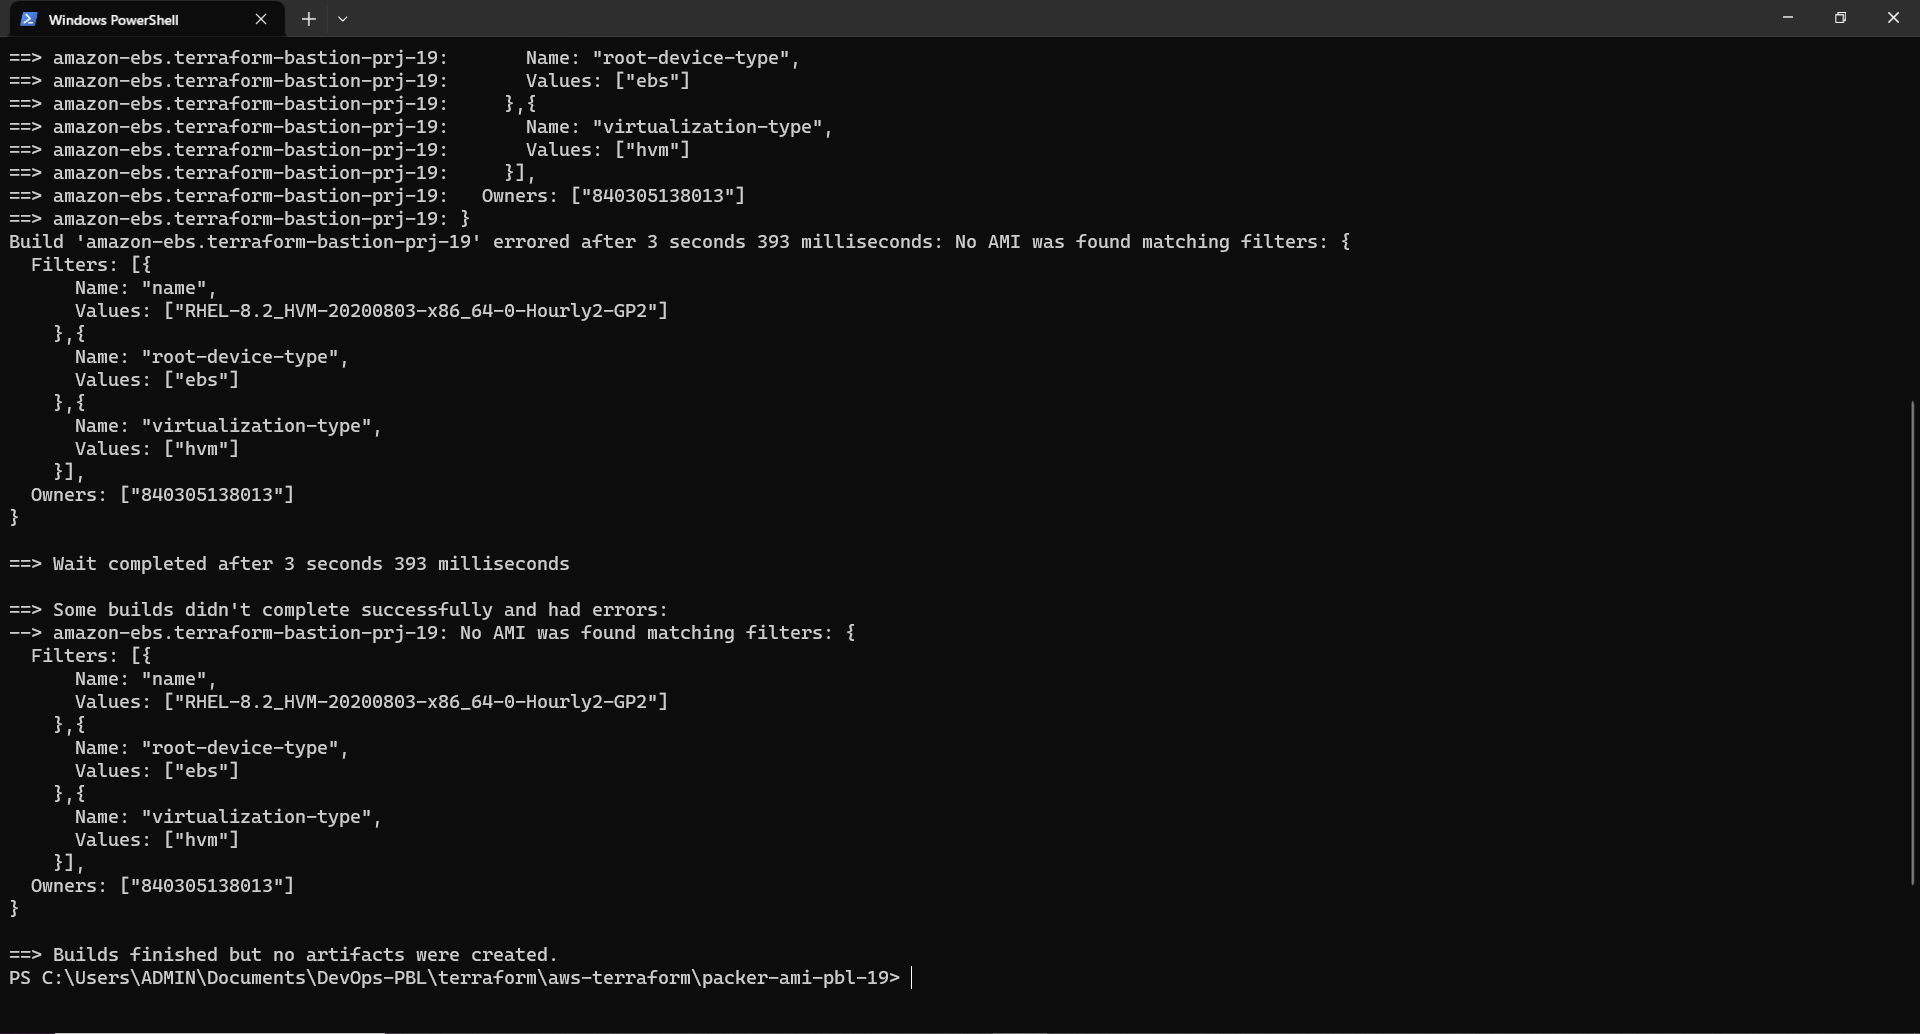 Windows PowerShell
==> amazon-ebs.terraform-bastion-prj-19:       Name: "root-device-type",
==> amazon-ebs.terraform-bastion-prj-19:       Values: ["ebs"]
==> amazon-ebs.terraform-bastion-prj-19:     },{
==> amazon-ebs.terraform-bastion-prj-19:       Name: "virtualization-type",
==> amazon-ebs.terraform-bastion-prj-19:       Values: ["hvm"]
==> amazon-ebs.terraform-bastion-prj-19:     }],
==> amazon-ebs.terraform-bastion-prj-19:   Owners: ["840305138013"]
==> amazon-ebs.terraform-bastion-prj-19: }
Build 'amazon-ebs.terraform-bastion-prj-19' errored after 3 seconds 393 milliseconds: No AMI was found matching filters: {
  Filters: [{
      Name: "name",
      Values: ["RHEL-8.2_HVM-20200803-x86_64-0-Hourly2-GP2"]
    },{
      Name: "root-device-type",
      Values: ["ebs"]
    },{
      Name: "virtualization-type",
      Values: ["hvm"]
    }],
  Owners: ["840305138013"]
}
==> Wait completed after 3 seconds 393 milliseconds
==> Some builds didn't complete successfully and had errors:
--> amazon-ebs.terraform-bastion-prj-19: No AMI was found matching filters: {
  Filters: [{
      Name: "name",
      Values: ["RHEL-8.2_HVM-20200803-x86_64-0-Hourly2-GP2"]
    },{
      Name: "root-device-type",
      Values: ["ebs"]
    },{
      Name: "virtualization-type",
      Values: ["hvm"]
    }],
  Owners: ["840305138013"]
}
==> Builds finished but no artifacts were created.
PS C:\Users\ADMIN\Documents\DevOps-PBL\terraform\aws-terraform\packer-ami-pbl-19>